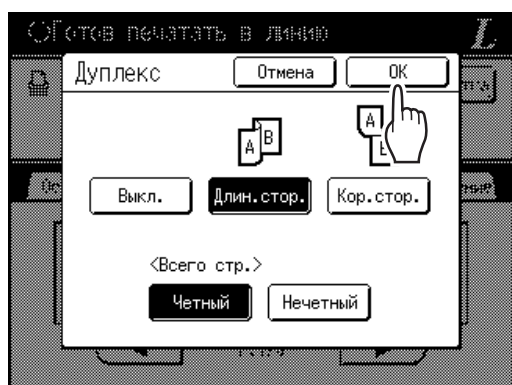 Готов печатать в линию
Дуплекс
Отмена
OK
A B
A
Выкл.
Длин.стор.
Кор.стор.
<Всего стр.>
Четный
Нечетный